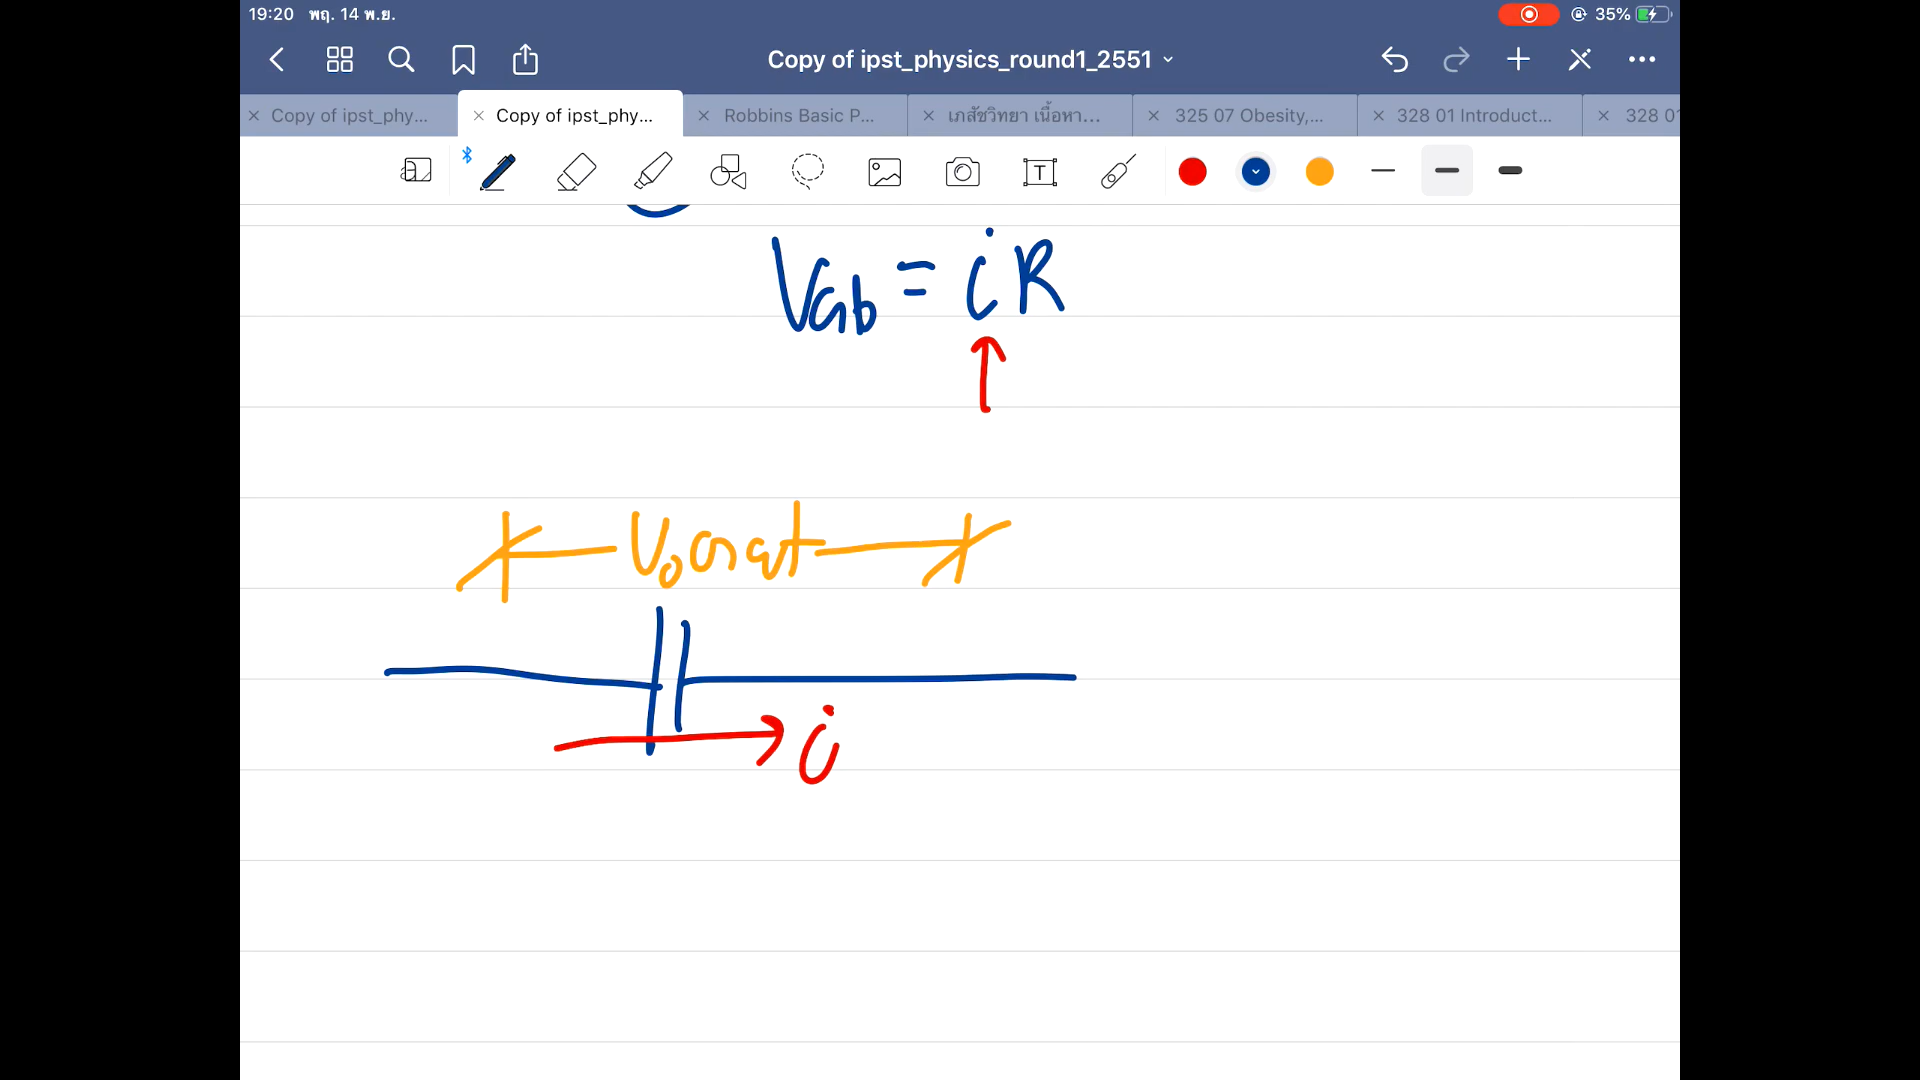 19:20 พฤ. 14 พ.ย.
35%
Copy of ipst_physics_round1_2551
Copy of ipst_phy...
Copy of ipst_phy...
Robbins Basic P...
เภสัชวิทยา เนื้อหา...
325 07 Obesity,...
328 01 Introduct...
328 01
T
Vab = iR
V₀ cos ωt
i